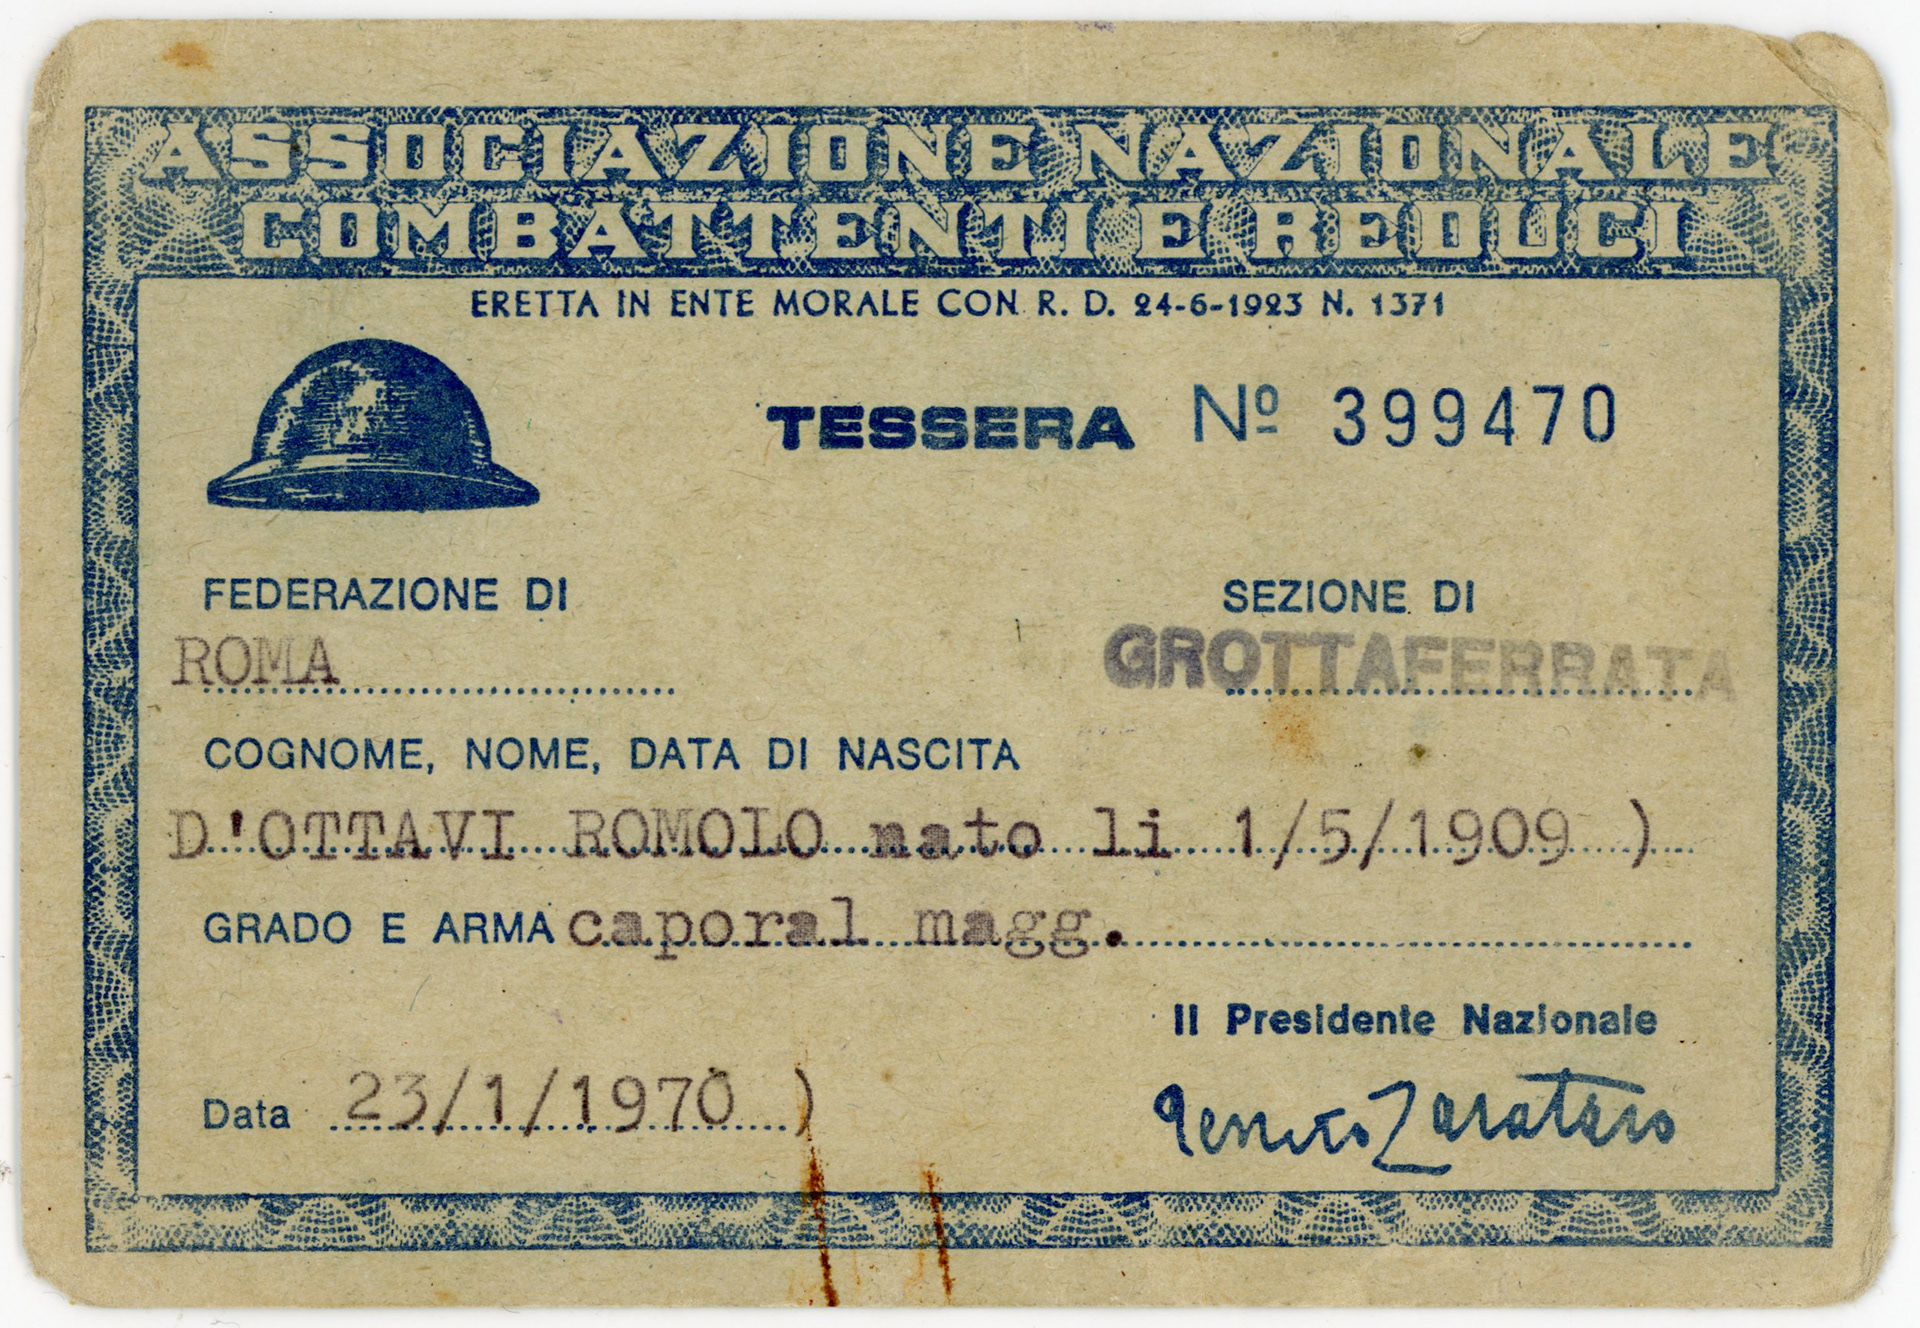 ASSOCIAZIONE NAZIONALE
COMBATTENTI E REDUCI
ERETTA IN ENTE MORALE CON R. D. 24-6-1923 N. 1371
TESSERA Nº 399470
FEDERAZIONE DI
ROMA
SEZIONE DI
GROTTAFERRATA
COGNOME, NOME, DATA DI NASCITA
D'OTTAVI ROMOLO nato li 1/5/1909 )
GRADO E ARMA caporal magg.
Il Presidente Nazionale
Data 23/1/1970 )
Zavataro